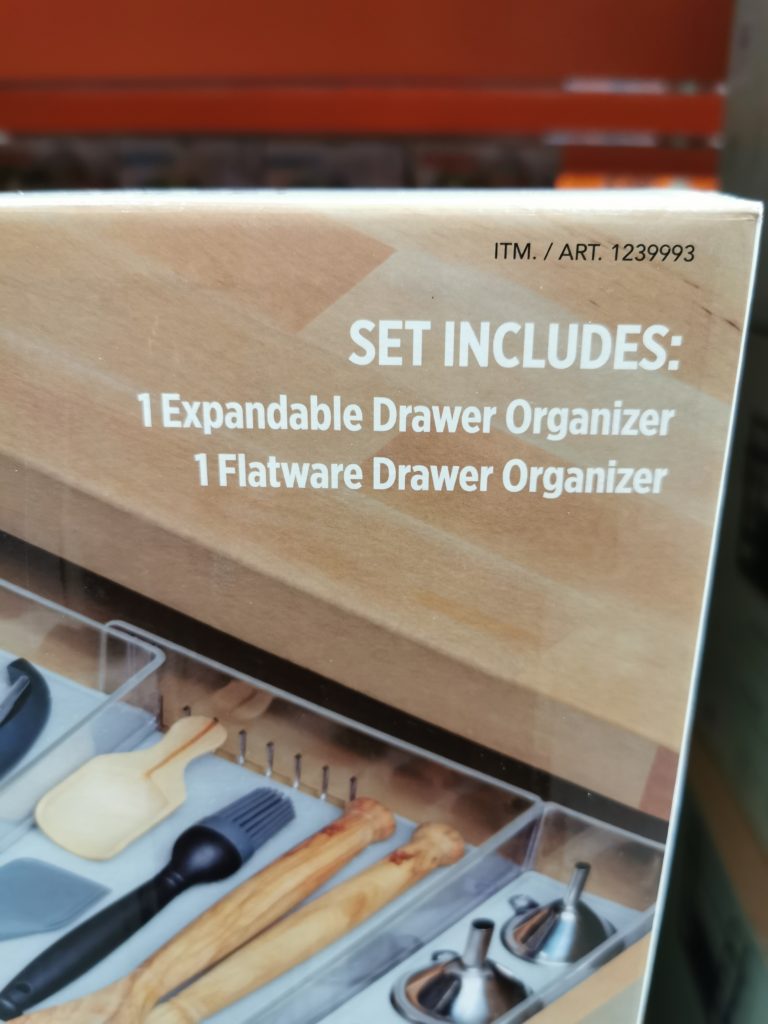 ITM. / ART. 1239993
SET INCLUDES:
1 Expandable Drawer Organizer
1 Flatware Drawer Organizer